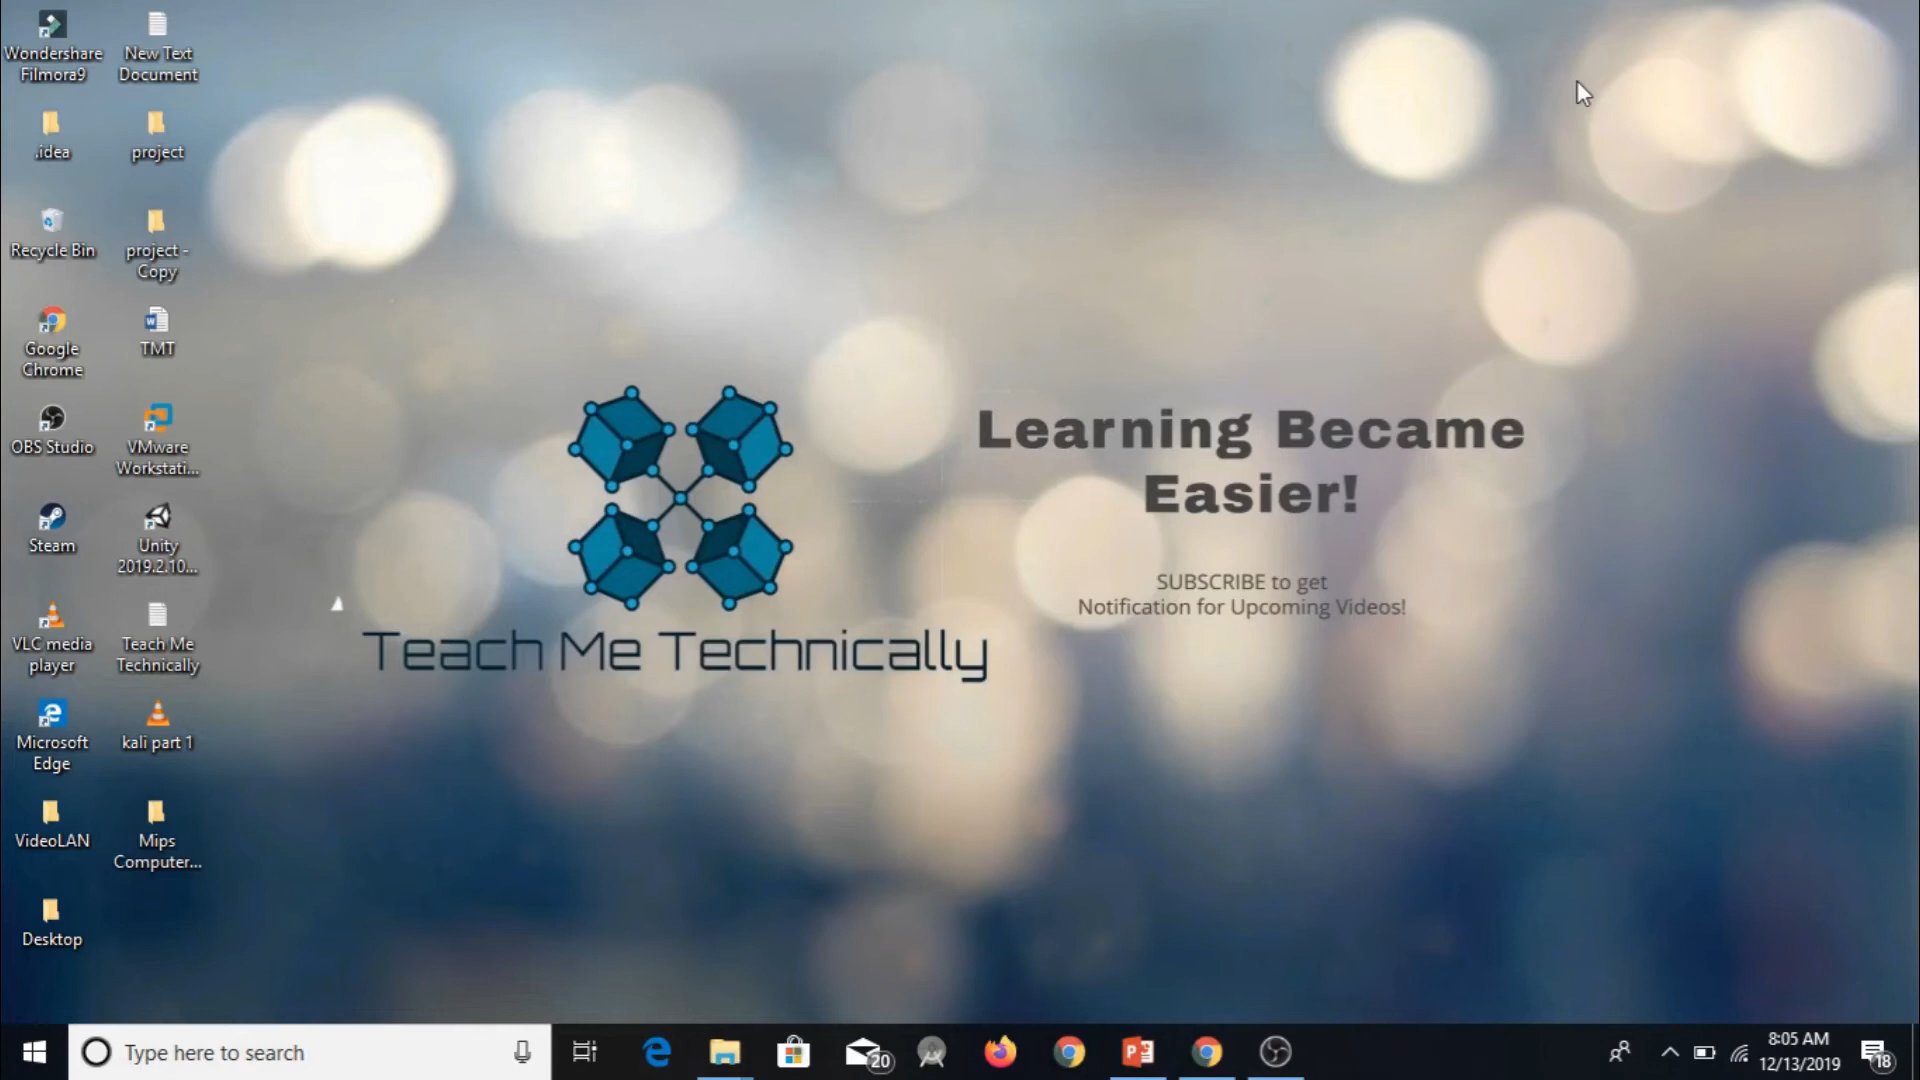 Wondershare
Filmora9
New Text
Document
.idea
project
Recycle Bin
project -
Copy
Google
Chrome
TMT
OBS Studio
VMware
Workstati...
Steam
Unity
2019.2.10...
VLC media
player
Teach Me
Technically
Microsoft
Edge
kali part 1
VideoLAN
Mips
Computer...
Desktop
Teach Me Technically
Learning Became
Easier!
SUBSCRIBE to get
Notification for Upcoming Videos!
Type here to search
20
8:05 AM
12/13/2019
18